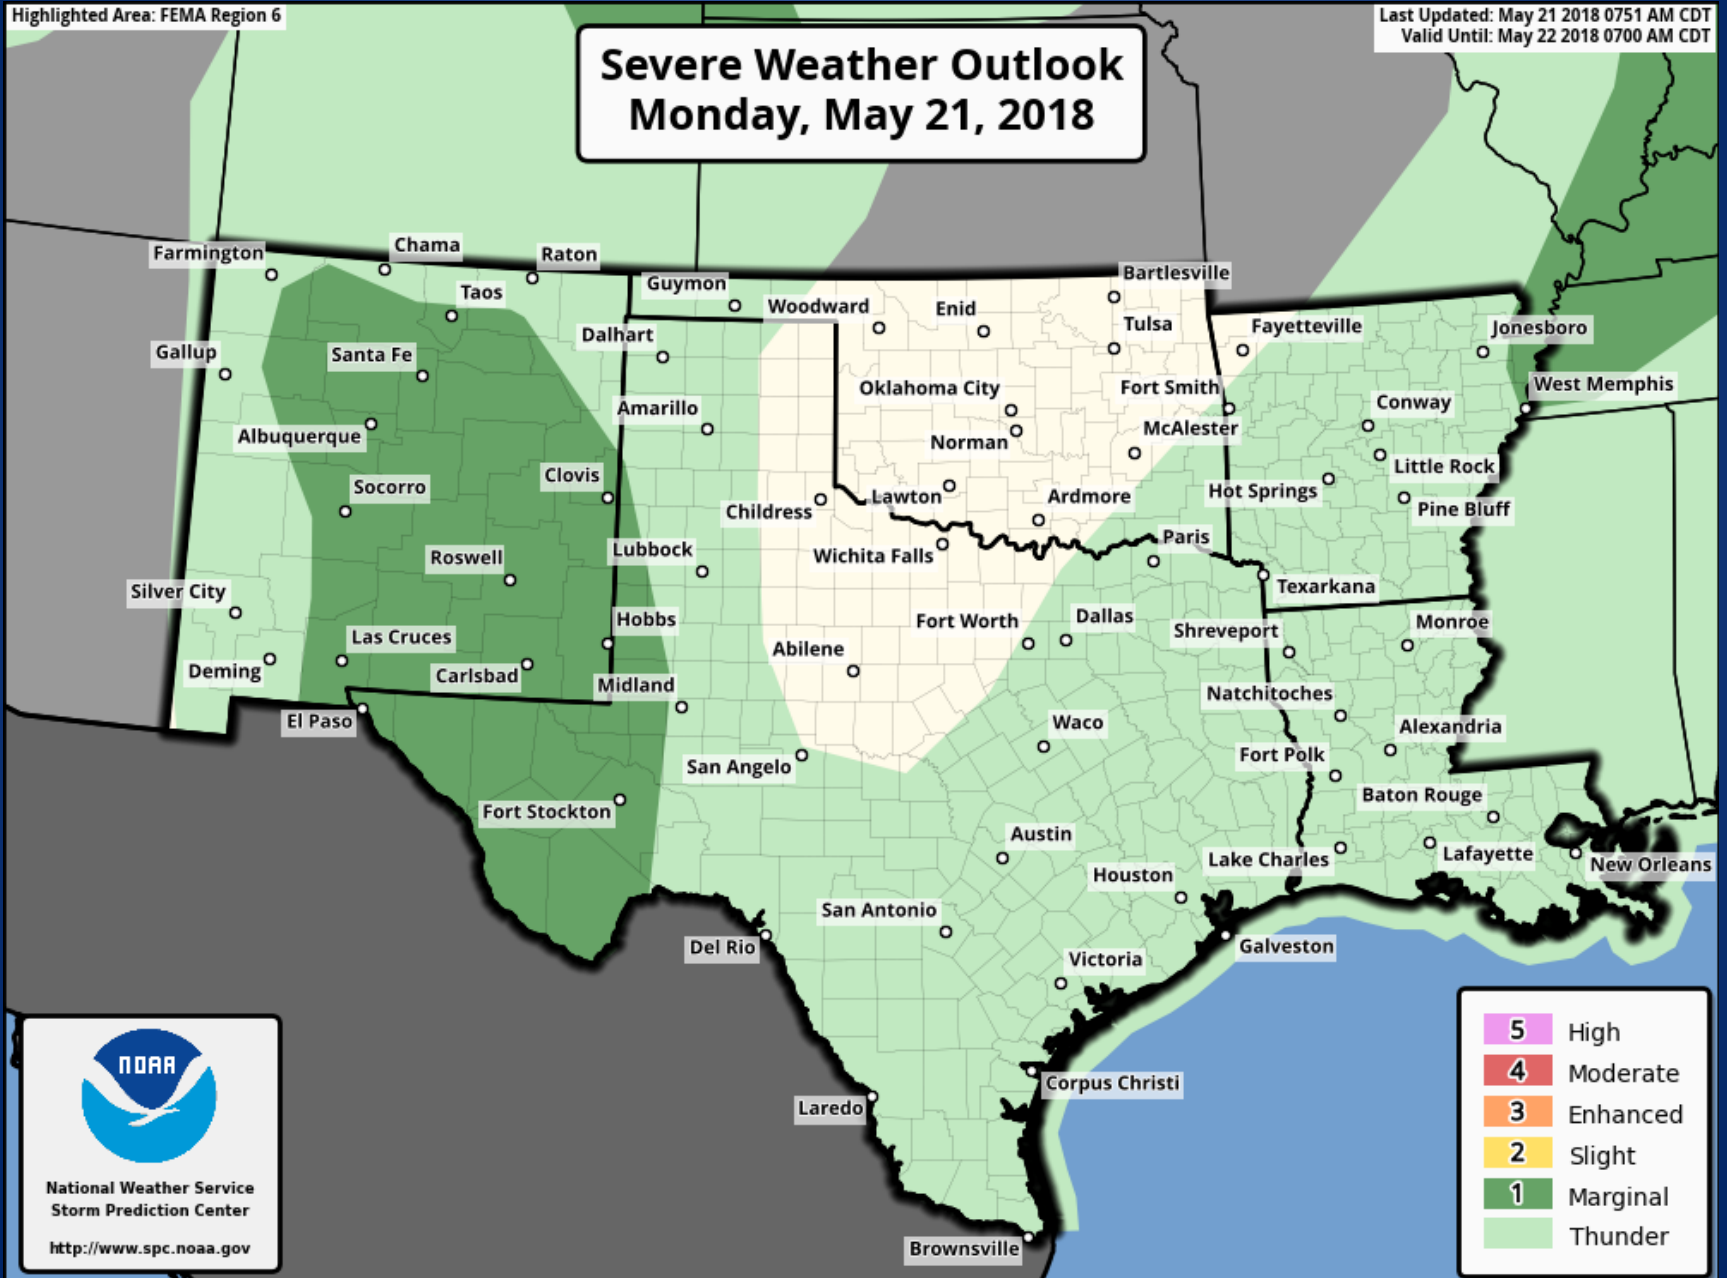 Highlighted Area: FEMA Region 6
Last Updated: May 21 2018 0751 AM CDT
Valid Until: May 22 2018 0700 AM CDT
Severe Weather Outlook
Monday, May 21, 2018
Farmington
Chama
Raton
Taos
Guymon
Woodward
Enid
Bartlesville
Tulsa
Fayetteville
Jonesboro
Gallup
Santa Fe
Dalhart
Oklahoma City
Fort Smith
West Memphis
Albuquerque
Amarillo
Norman
McAlester
Conway
Socorro
Clovis
Childress
Lawton
Ardmore
Hot Springs
Little Rock
Pine Bluff
Roswell
Lubbock
Wichita Falls
Paris
Texarkana
Silver City
Las Cruces
Hobbs
Fort Worth
Dallas
Shreveport
Monroe
Deming
Carlsbad
Midland
Abilene
Natchitoches
El Paso
Waco
Alexandria
San Angelo
Fort Polk
Fort Stockton
Baton Rouge
Austin
Houston
Lake Charles
Lafayette
New Orleans
San Antonio
Del Rio
Victoria
Galveston
Corpus Christi
Laredo
Brownsville
NOAA
National Weather Service
Storm Prediction Center
http://www.spc.noaa.gov
5 High
4 Moderate
3 Enhanced
2 Slight
1 Marginal
Thunder